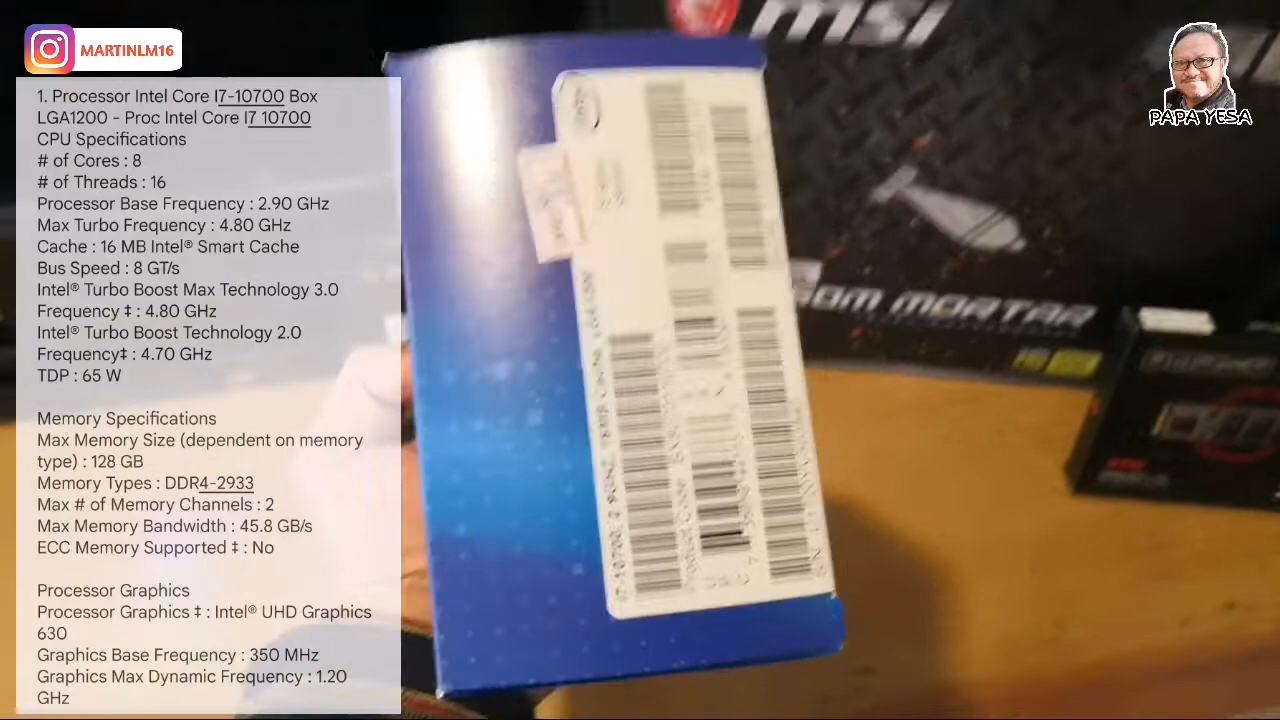 MARTINLM16
1. Processor Intel Core I7-10700 Box
LGA1200 - Proc Intel Core I7 10700
CPU Specifications
# of Cores : 8
# of Threads : 16
Processor Base Frequency : 2.90 GHz
Max Turbo Frequency : 4.80 GHz
Cache : 16 MB Intel® Smart Cache
Bus Speed : 8 GT/s
Intel® Turbo Boost Max Technology 3.0
Frequency ‡ : 4.80 GHz
Intel® Turbo Boost Technology 2.0
Frequency‡ : 4.70 GHz
TDP : 65 W
Memory Specifications
Max Memory Size (dependent on memory
type) : 128 GB
Memory Types : DDR4-2933
Max # of Memory Channels : 2
Max Memory Bandwidth : 45.8 GB/s
ECC Memory Supported ‡ : No
Processor Graphics
Processor Graphics ‡ : Intel® UHD Graphics
630
Graphics Base Frequency : 350 MHz
Graphics Max Dynamic Frequency : 1.20
GHz
msi
MORTAR
PAPA YESA
i7-10700